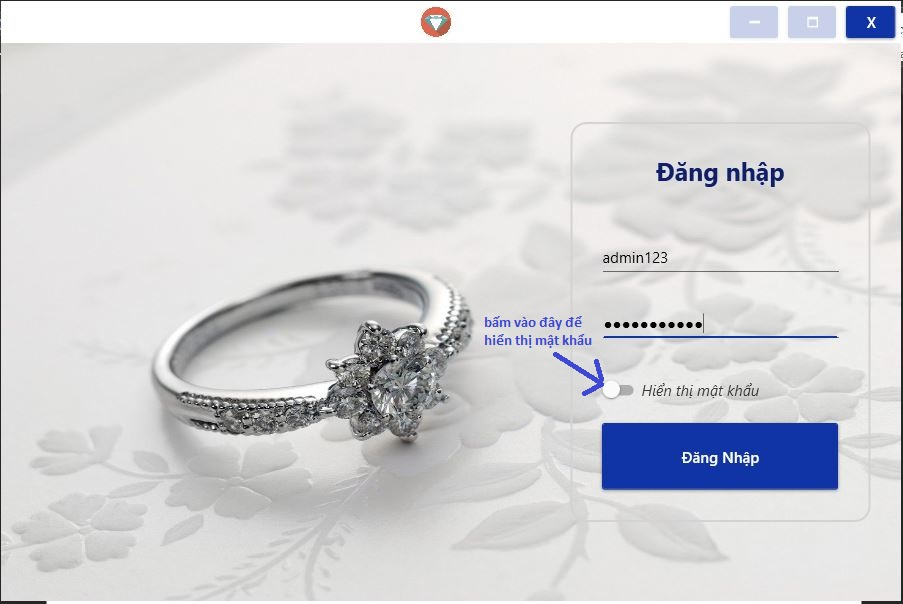 X
Đăng nhập
admin123
bấm vào đây để
hiển thị mật khẩu
●●●●●●●●●●●
Hiển thị mật khẩu
Đăng Nhập